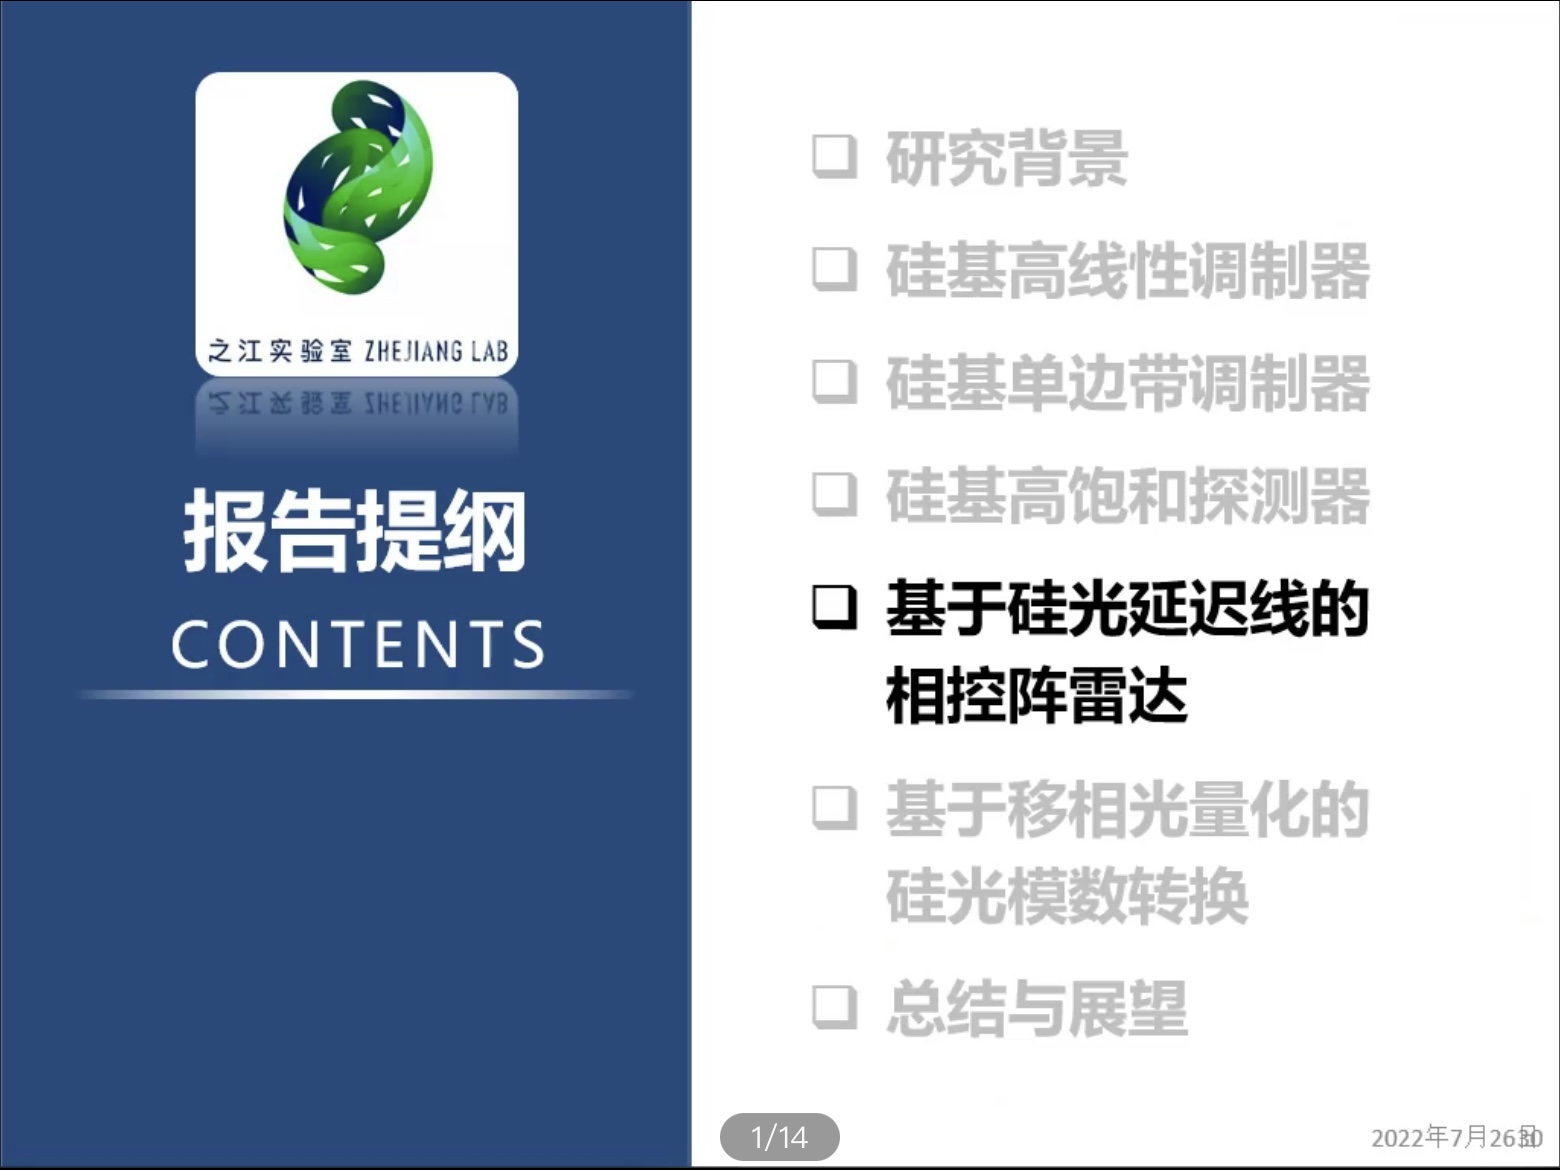 之江实验室 ZHEJIANG LAB
报告提纲
CONTENTS
研究背景
硅基高线性调制器
硅基单边带调制器
硅基高饱和探测器
基于硅光延迟线的
相控阵雷达
基于移相光量化的
硅光模数转换
总结与展望
1/14
2022年7月26日